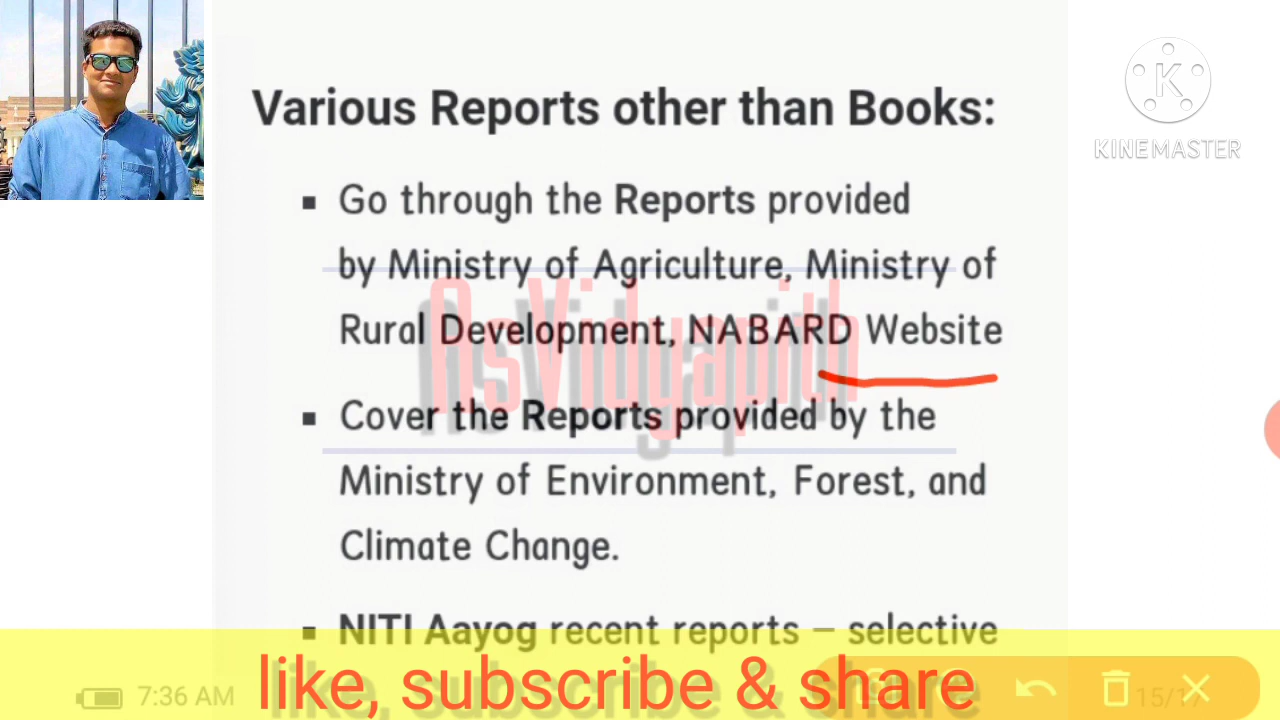 Various Reports other than Books:
K
KINEMASTER
▪ Go through the Reports provided
by Ministry of Agriculture, Ministry of
Rural Development, NABARD Website
AsVidyapith
▪ Cover the Reports provided by the
Ministry of Environment, Forest, and
Climate Change.
▪ NITI Aayog recent reports – selective
like, subscribe & share
7:36 AM